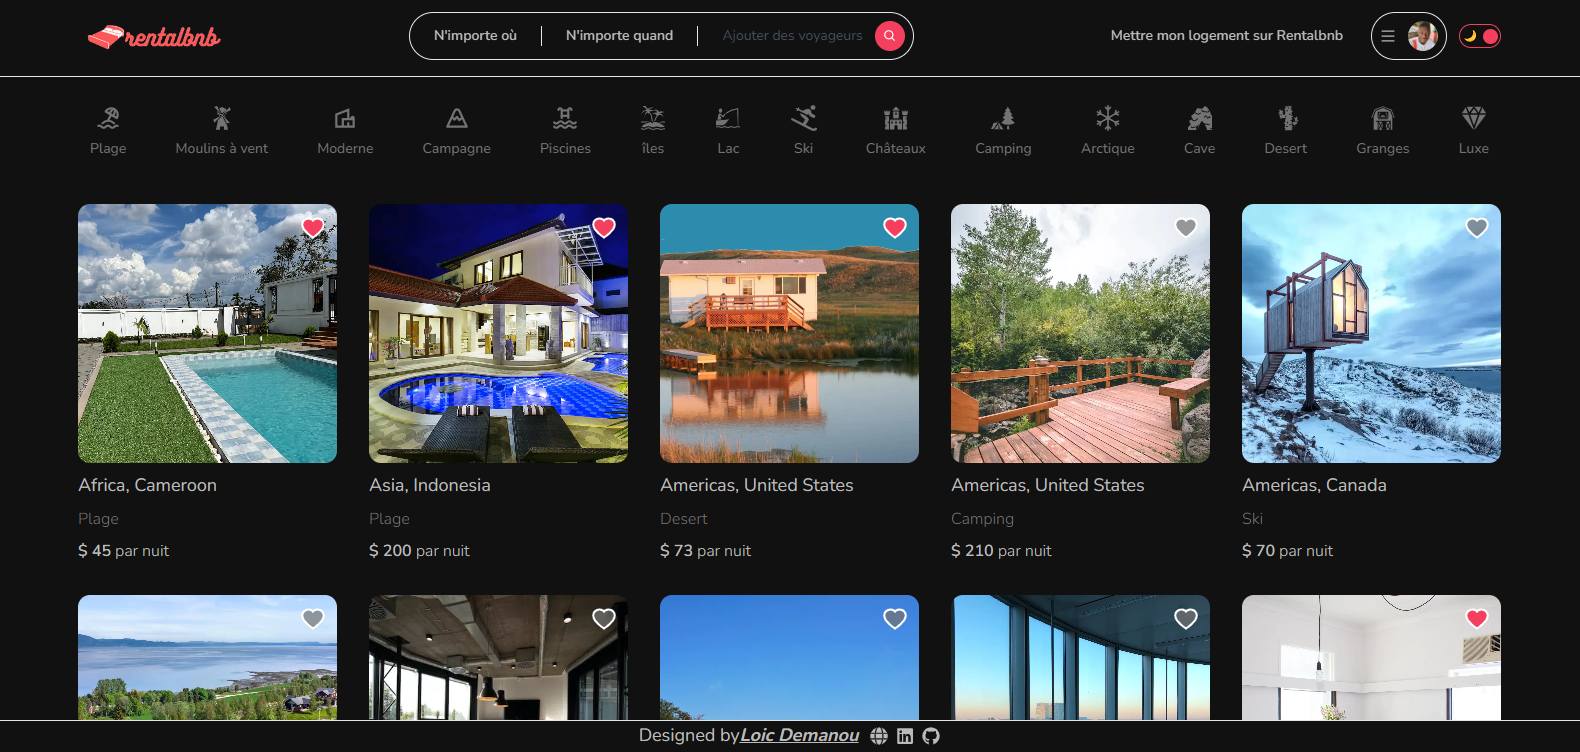 rentalbnb
N'importe où
N'importe quand
Ajouter des voyageurs
Mettre mon logement sur Rentalbnb
Plage
Moulins à vent
Moderne
Campagne
Piscines
îles
Lac
Ski
Châteaux
Camping
Arctique
Cave
Desert
Granges
Luxe
Africa, Cameroon
Plage
$ 45 par nuit
Asia, Indonesia
Plage
$ 200 par nuit
Americas, United States
Desert
$ 73 par nuit
Americas, United States
Camping
$ 210 par nuit
Americas, Canada
Ski
$ 70 par nuit
Designed byLoic Demanou